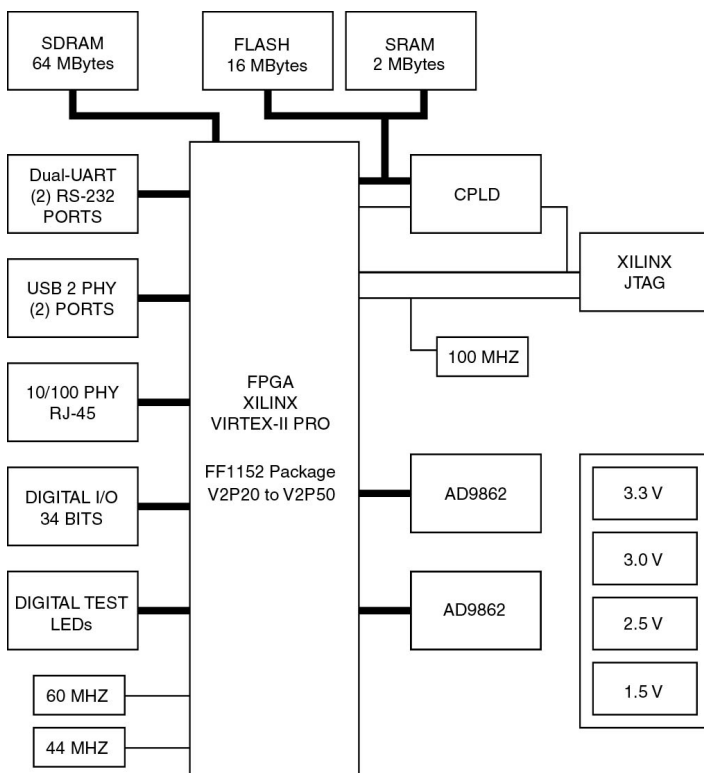 SDRAM
64 MBytes
FLASH
16 MBytes
SRAM
2 MBytes
Dual-UART
(2) RS-232
PORTS
CPLD
XILINX
JTAG
USB 2 PHY
(2) PORTS
100 MHZ
10/100 PHY
RJ-45
FPGA
XILINX
VIRTEX-II PRO
FF1152 Package
V2P20 to V2P50
DIGITAL I/O
34 BITS
AD9862
3.3 V
3.0 V
DIGITAL TEST
LEDs
AD9862
2.5 V
1.5 V
60 MHZ
44 MHZ